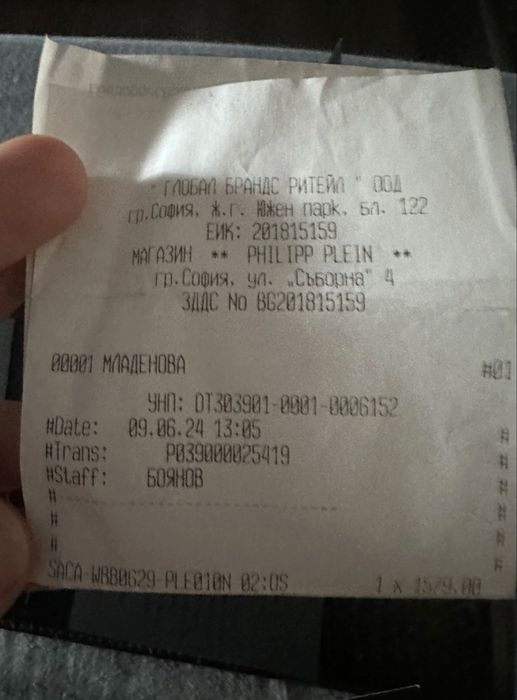 " ГЛОБАЛ БРАНДС РИТЕЙЛ " ООД
гр.София, ж.г. Южен парк, бл. 122
ЕИК: 201815159
МАГАЗИН ** PHILIPP PLEIN **
гр.София, ул. „Съборна" 4
ЗДДС No BG201815159
00001 МЛАДЕНОВА #01
УНП: DT303901-0001-0006152
#Date: 09.06.24 13:05 #
#Trans: P039000025419 #
#Staff: БОЯНОВ #
# #
# #
# #
SACA-WBB0629-PLE010N 02:OS 1 x 1579.00